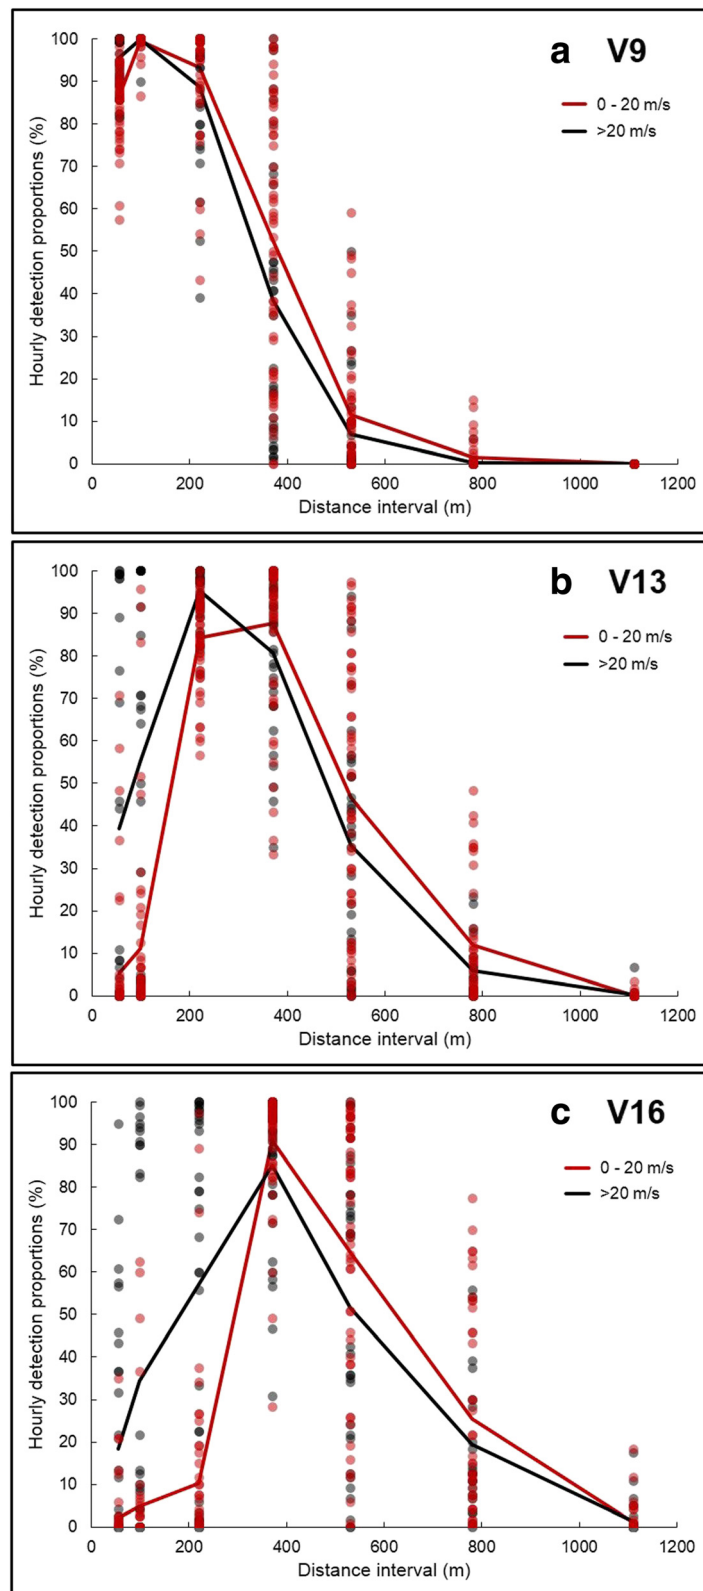 a V9
0 - 20 m/s
>20 m/s
Hourly detection proportions (%)
100
90
80
70
60
50
40
30
20
10
0
0 200 400 600 800 1000 1200
Distance interval (m)
b V13
0 - 20 m/s
>20 m/s
Hourly detection proportions (%)
100
90
80
70
60
50
40
30
20
10
0
0 200 400 600 800 1000 1200
Distance interval (m)
c V16
0 - 20 m/s
>20 m/s
Hourly detection proportions (%)
100
90
80
70
60
50
40
30
20
10
0
0 200 400 600 800 1000 1200
Distance interval (m)